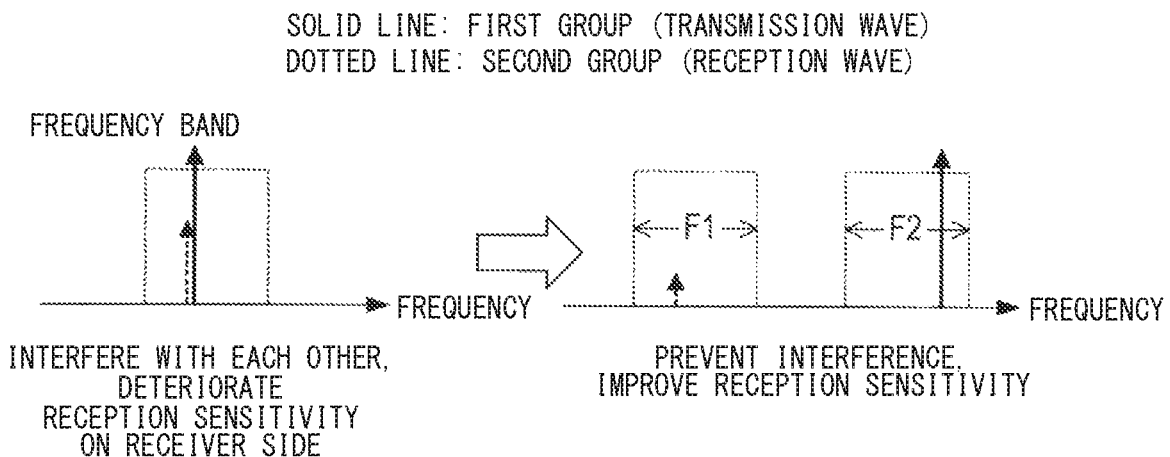 SOLID LINE: FIRST GROUP (TRANSMISSION WAVE)
DOTTED LINE: SECOND GROUP (RECEPTION WAVE)
FREQUENCY BAND
F1
F2
FREQUENCY
FREQUENCY
INTERFERE WITH EACH OTHER,
DETERIORATE
RECEPTION SENSITIVITY
ON RECEIVER SIDE
PREVENT INTERFERENCE,
IMPROVE RECEPTION SENSITIVITY